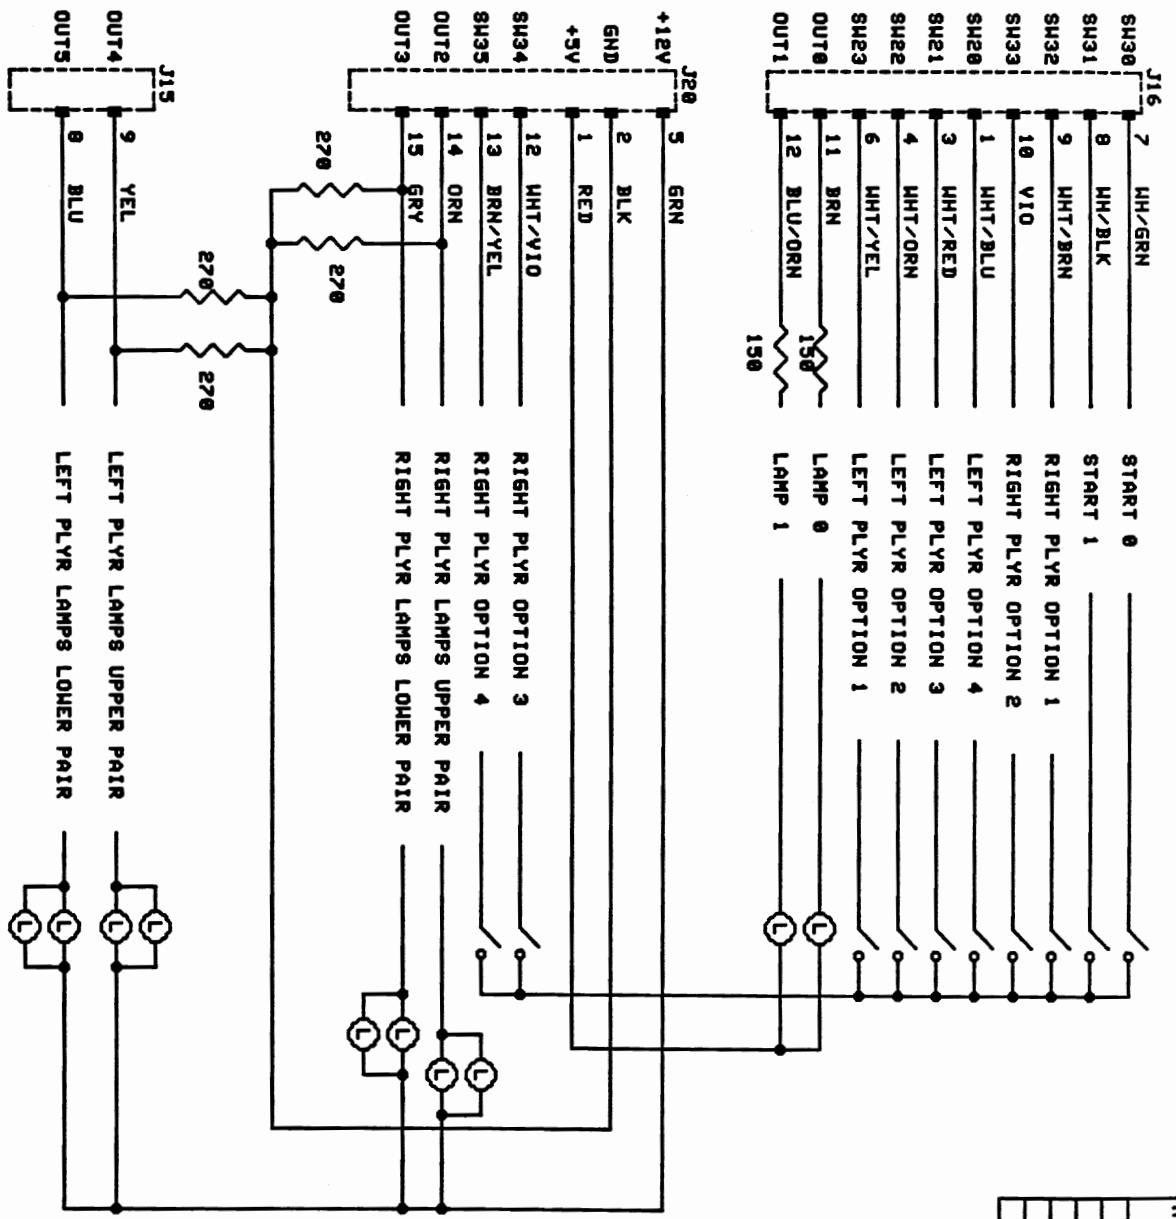 J16
SW30 7 WH/GRN START 0
SW31 8 WH/BLK START 1
SW32 9 WHT/BRN RIGHT PLYR OPTION 1
SW33 10 VIO RIGHT PLYR OPTION 2
SW20 1 WHT/BLU LEFT PLYR OPTION 4
SW21 3 WHT/RED LEFT PLYR OPTION 3
SW22 4 WHT/ORN LEFT PLYR OPTION 2
SW23 6 WHT/YEL LEFT PLYR OPTION 1
OUT0 11 BRN 150 LAMP 0
L
OUT1 12 BLU/ORN 150 LAMP 1
L
J20
+12V 5 GRN
GND 2 BLK
+5V 1 RED
SW34 12 WHT/VIO RIGHT PLYR OPTION 3
SW35 13 BRN/YEL RIGHT PLYR OPTION 4
L
OUT2 14 ORN RIGHT PLYR LAMPS UPPER PAIR
L
L
OUT3 15 GRY RIGHT PLYR LAMPS LOWER PAIR
L
270
270
J15
L
OUT4 9 YEL 270 LEFT PLYR LAMPS UPPER PAIR
L
OUT5 8 BLU 270 LEFT PLYR LAMPS LOWER PAIR
L
L